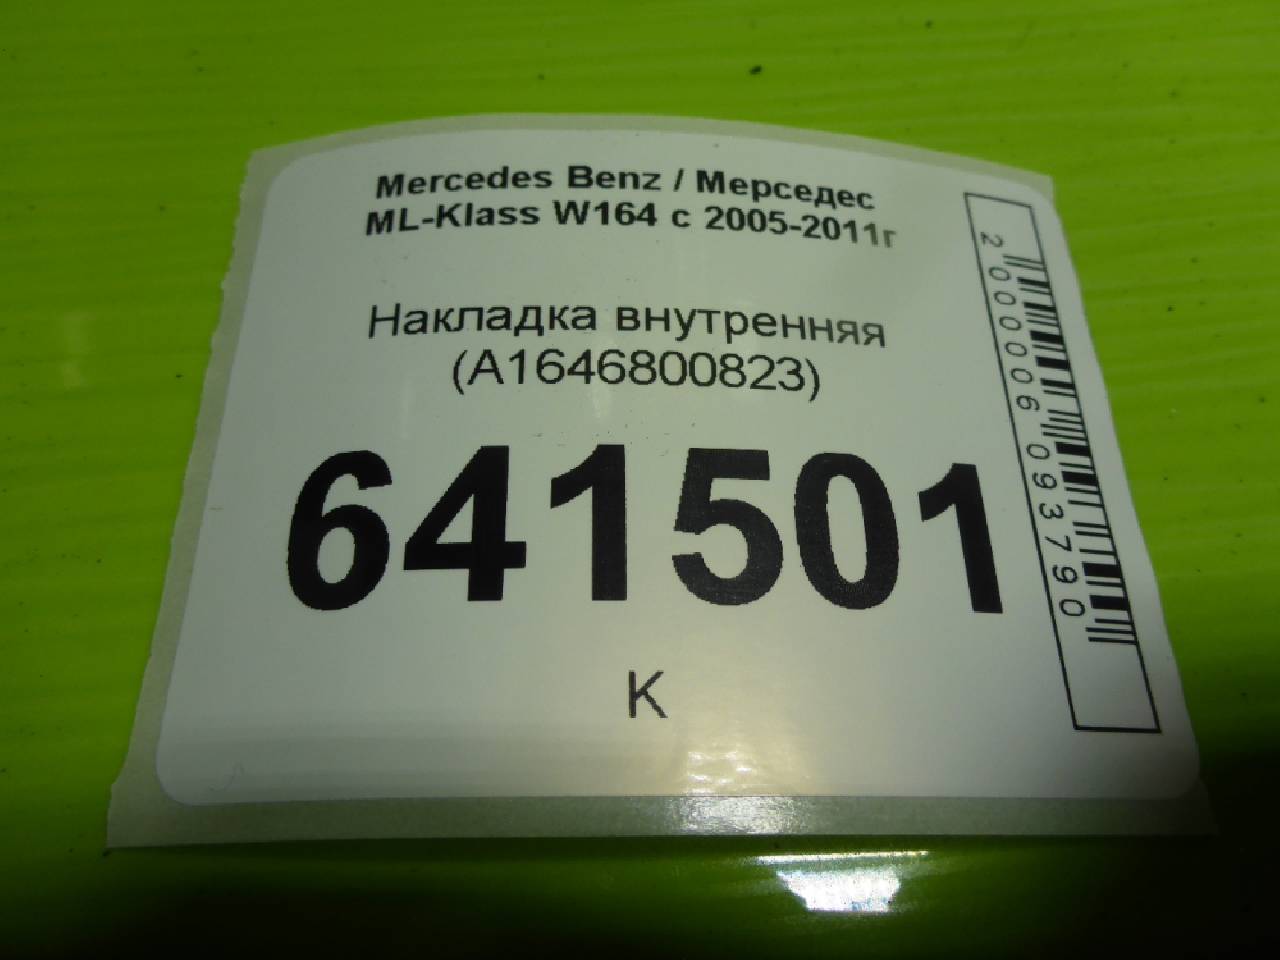 Mercedes Benz / Мерседес
ML-Klass W164 с 2005-2011г
Накладка внутренняя
(A1646800823)
641501
К
2000006093790